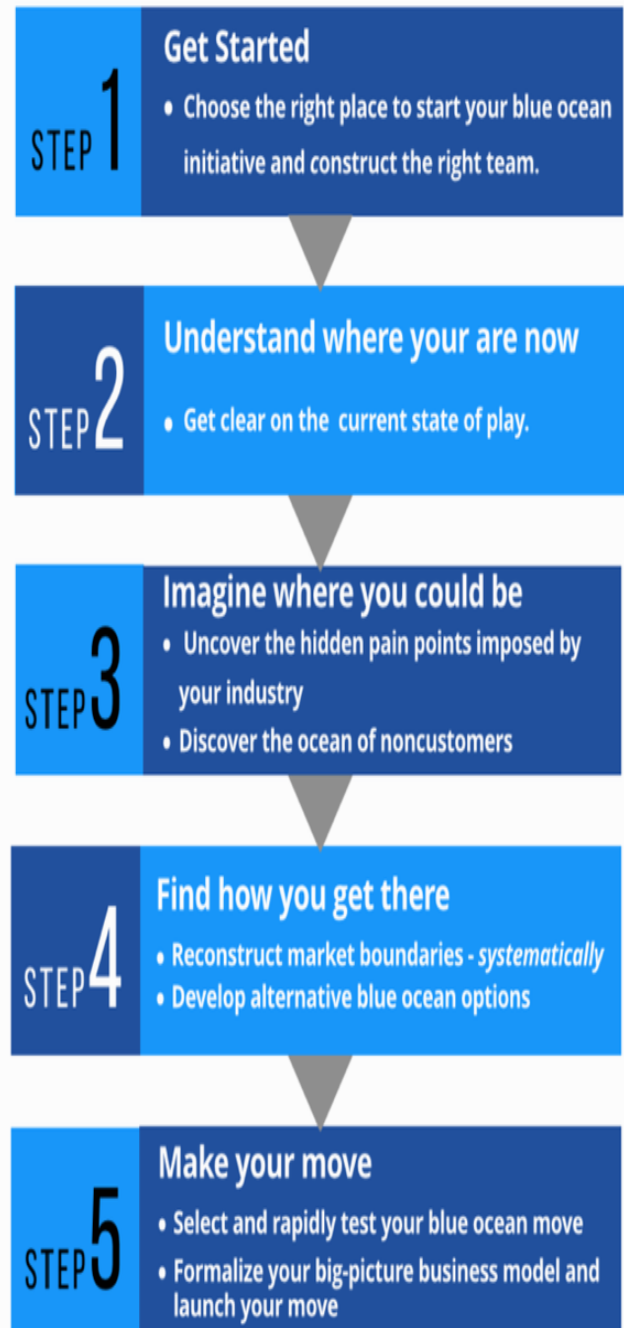 STEP 1
Get Started
• Choose the right place to start your blue ocean
initiative and construct the right team.
STEP 2
Understand where your are now
• Get clear on the current state of play.
STEP 3
Imagine where you could be
• Uncover the hidden pain points imposed by
your industry
• Discover the ocean of noncustomers
STEP 4
Find how you get there
• Reconstruct market boundaries - systematically
• Develop alternative blue ocean options
STEP 5
Make your move
• Select and rapidly test your blue ocean move
• Formalize your big-picture business model and
launch your move